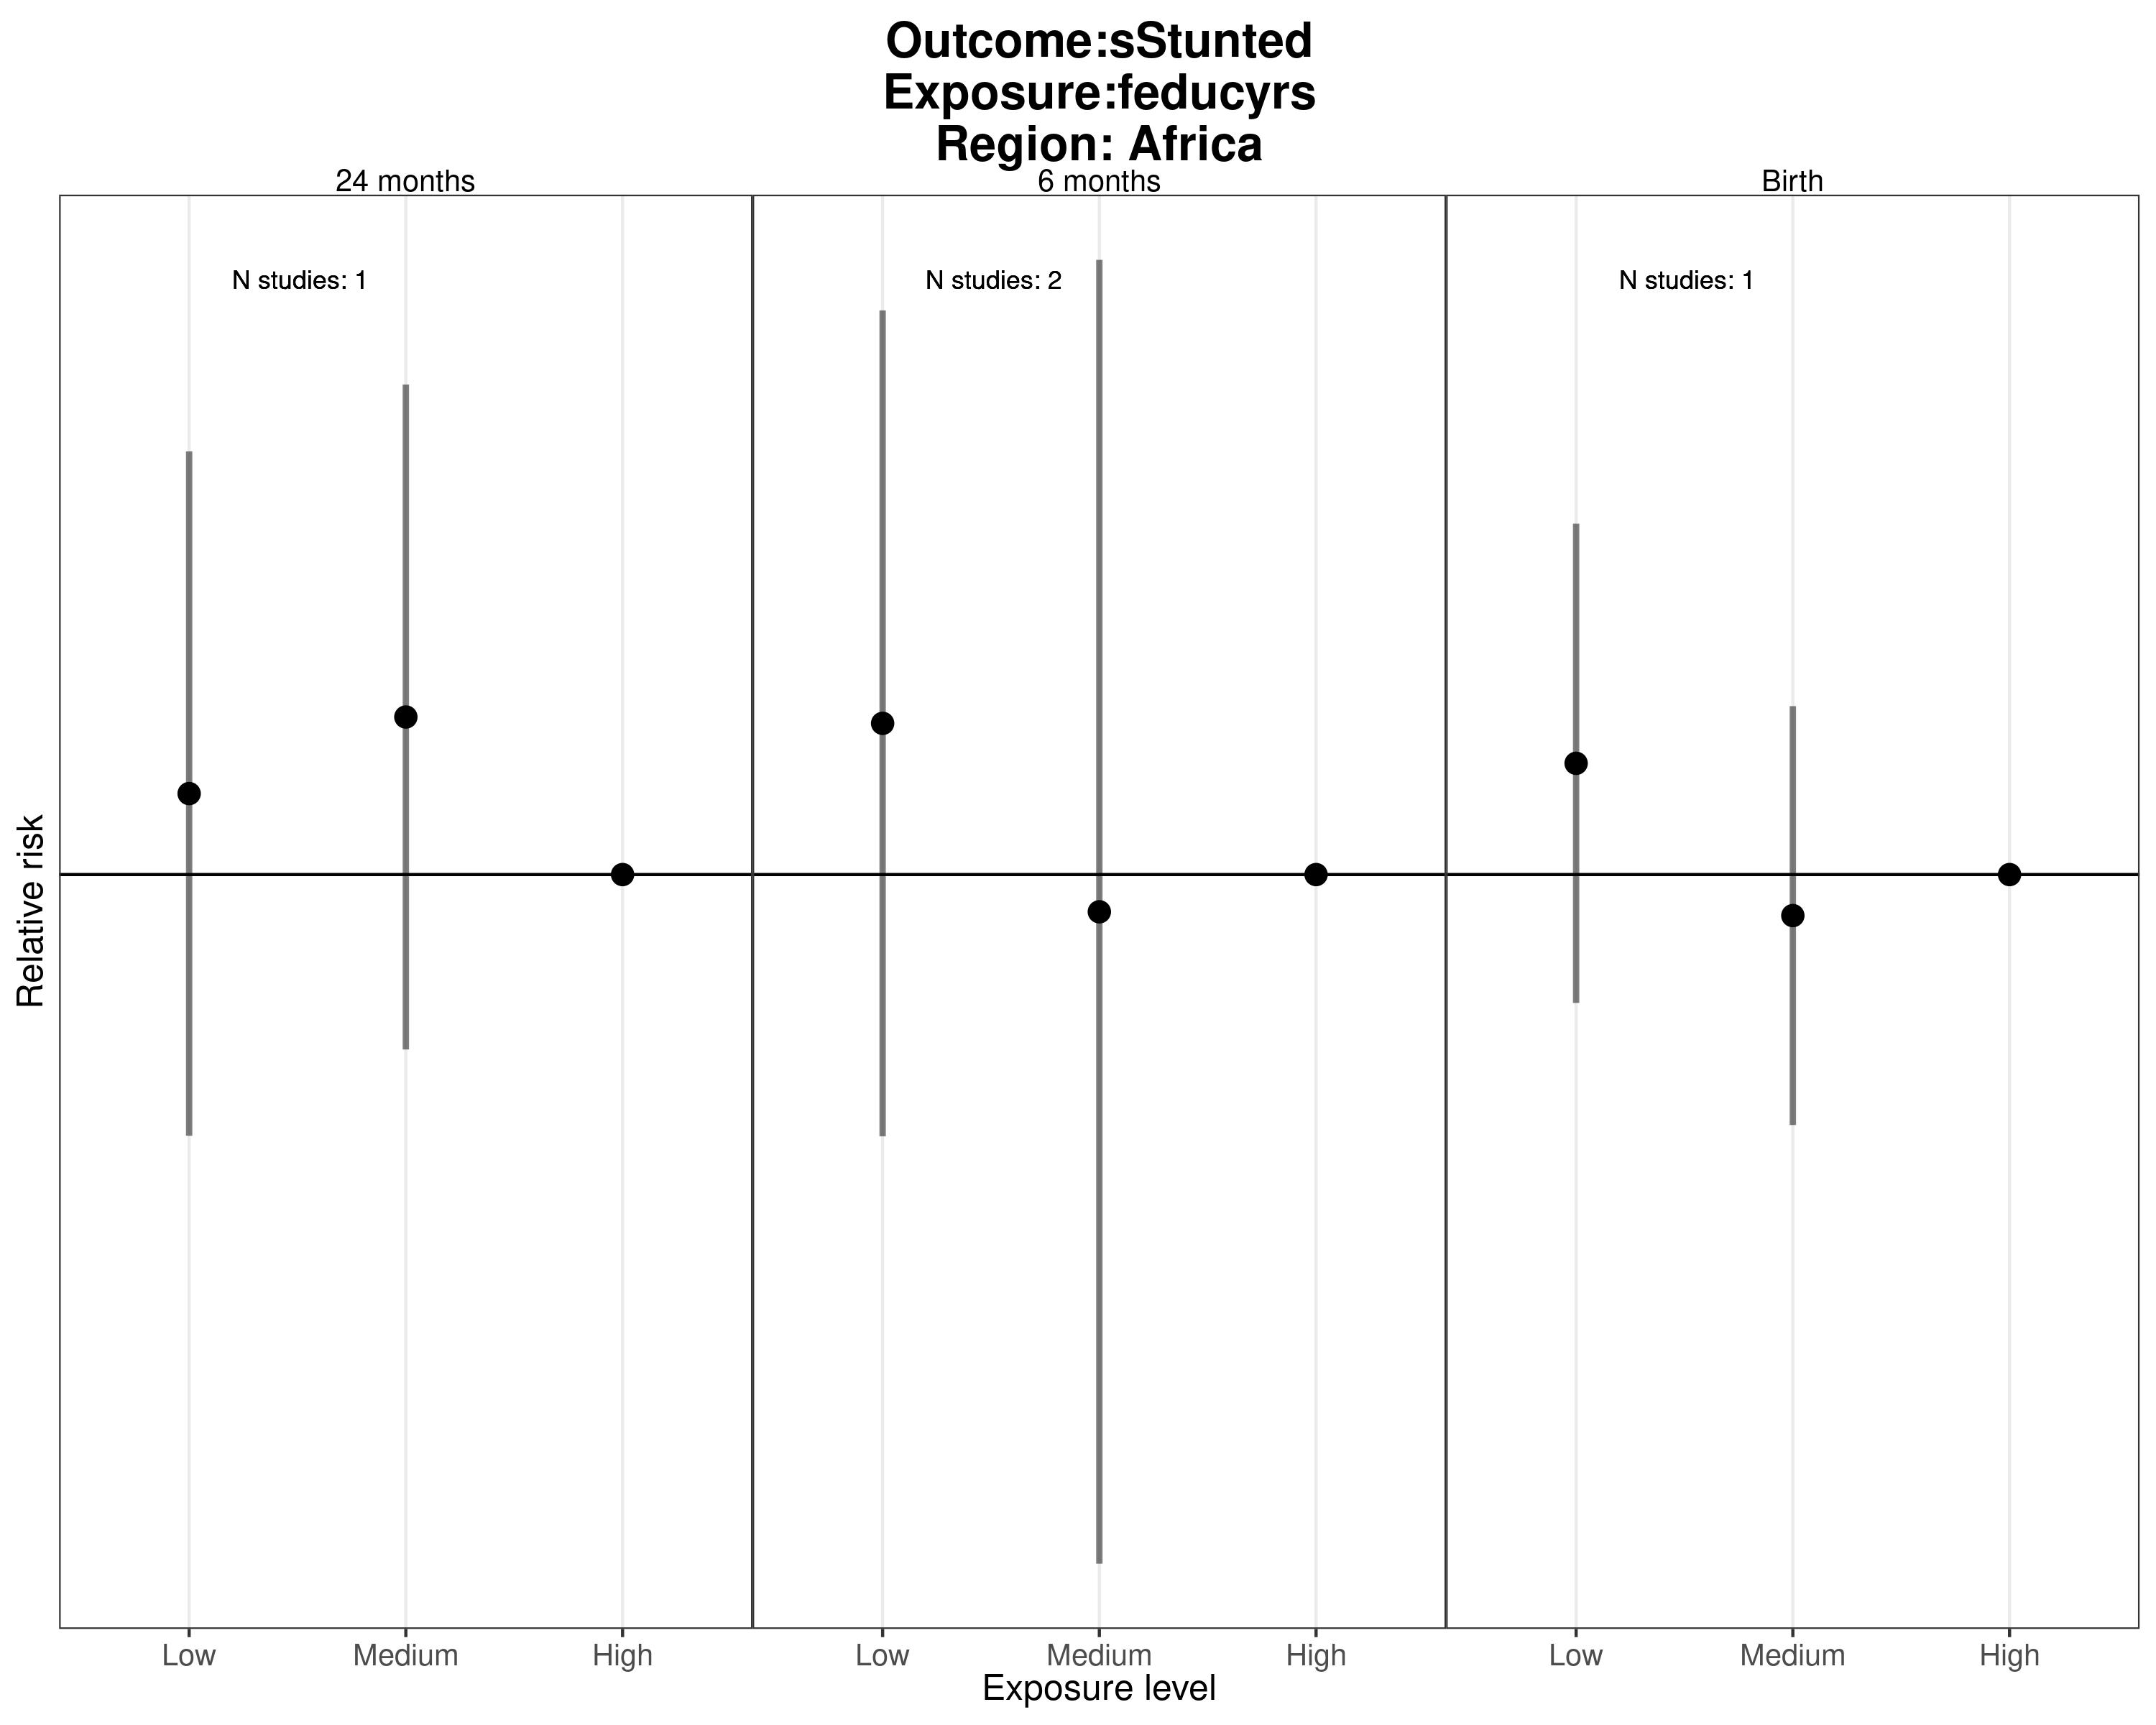 Outcome:sStunted
Exposure:feducyrs
Region: Africa
24 months
6 months
Birth
N studies: 1
N studies: 2
N studies: 1
Relative risk
Low
Medium
High
Low
Medium
High
Low
Medium
High
Exposure level